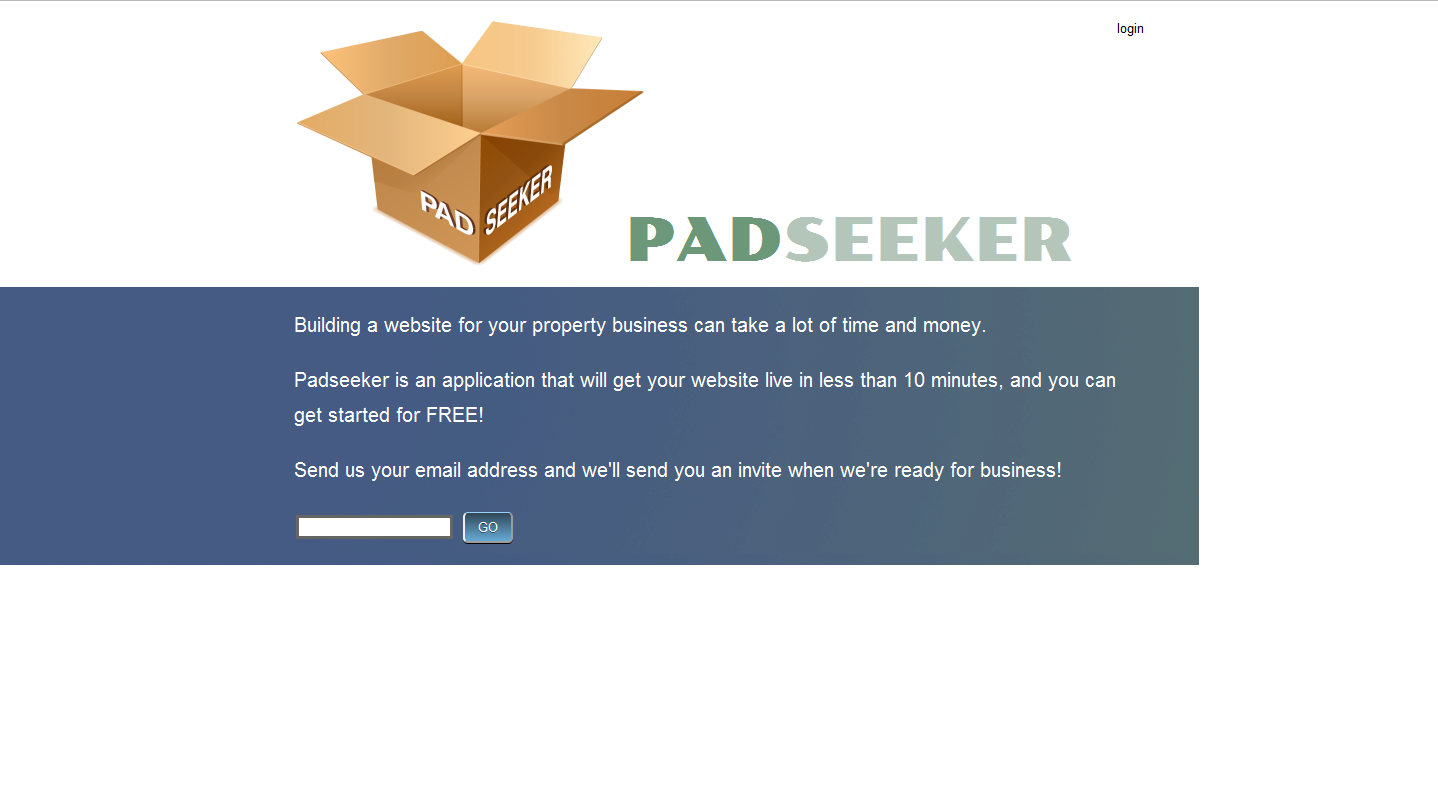 login
PAD SEEKER
PADSEEKER
Building a website for your property business can take a lot of time and money.
Padseeker is an application that will get your website live in less than 10 minutes, and you can
get started for FREE!
Send us your email address and we'll send you an invite when we're ready for business!
GO